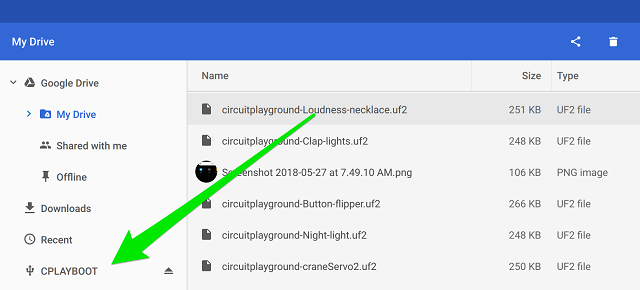 My Drive
Name Size Type
Google Drive
My Drive
Shared with me
Offline
Downloads
Recent
CPLAYBOOT
circuitplayground-Loudness-necklace.uf2 251 KB UF2 file
circuitplayground-Clap-lights.uf2 248 KB UF2 file
Screenshot 2018-05-27 at 7.49.10 AM.png 106 KB PNG image
circuitplayground-Button-flipper.uf2 266 KB UF2 file
circuitplayground-Night-light.uf2 248 KB UF2 file
circuitplayground-craneServo2.uf2 250 KB UF2 file